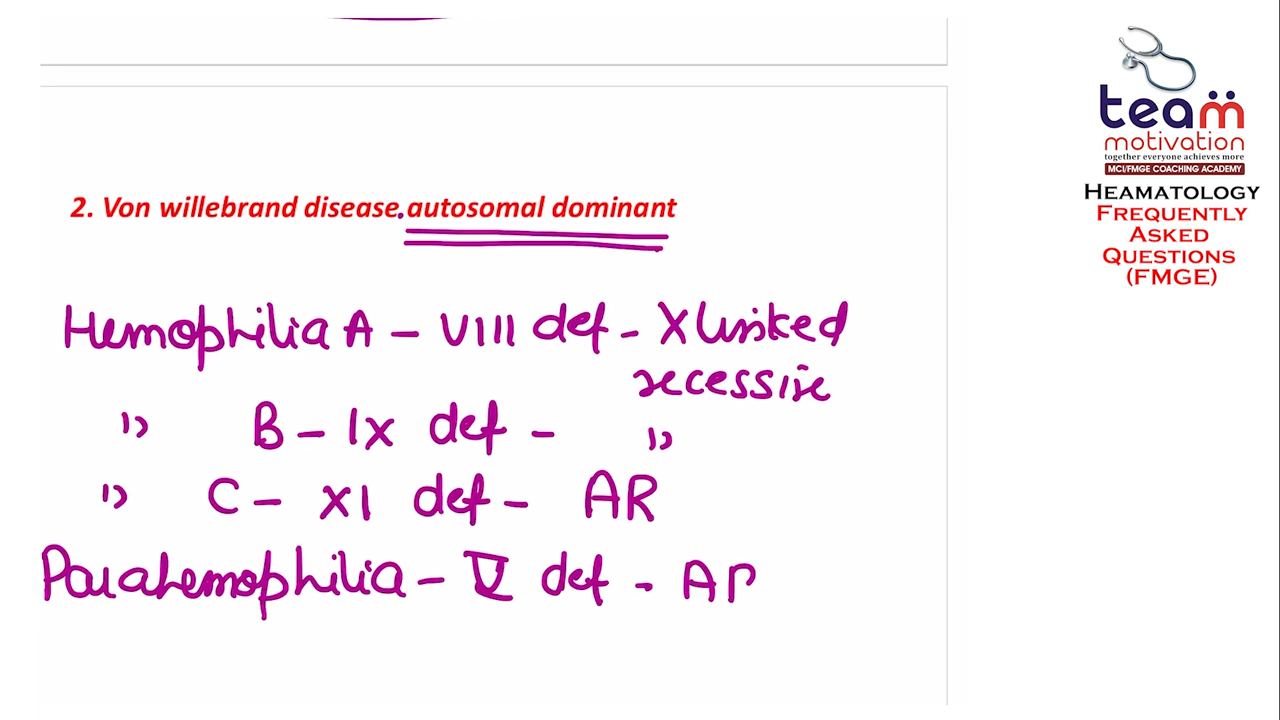 2. Von willebrand disease.autosomal dominant
Hemophilia A - VIII def - X linked
recessive
" B - IX def - "
" C - XI def - AR
Parahemophilia - V def - AR
team
motivation
together everyone achieves more
MCI/FMGE COACHING ACADEMY
HEAMATOLOGY
FREQUENTLY
ASKED
QUESTIONS
(FMGE)